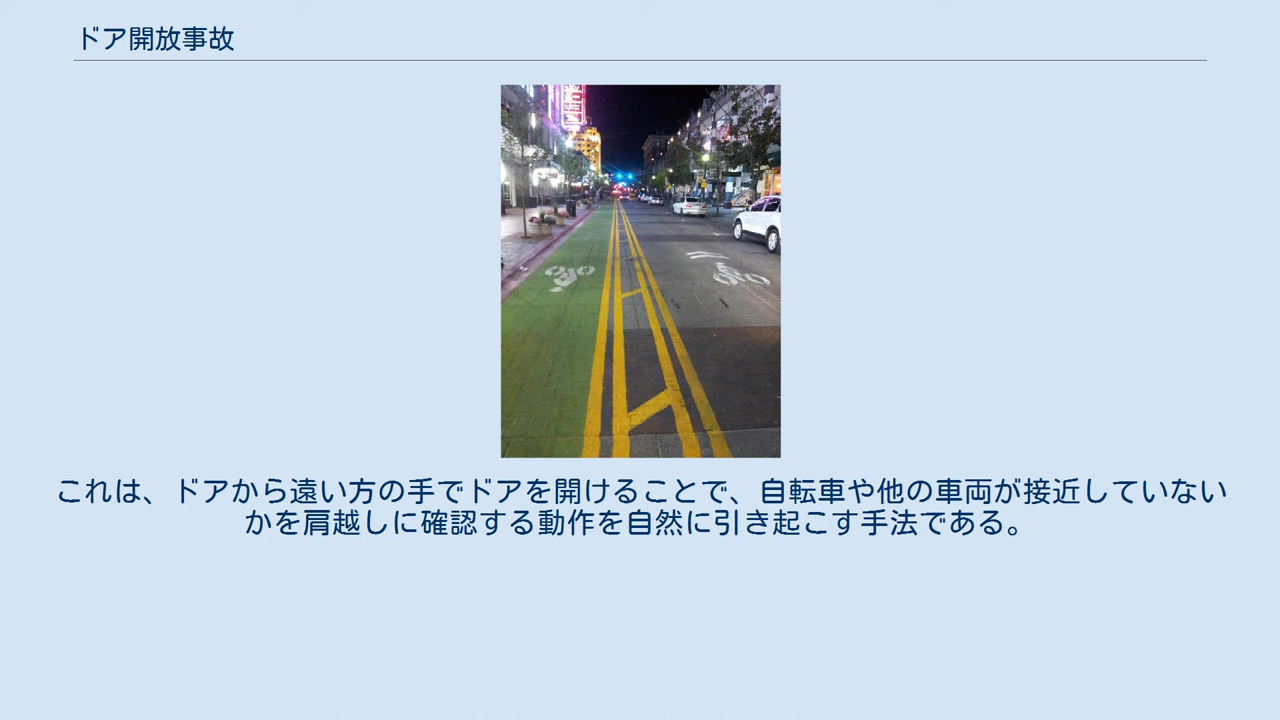 ドア開放事故
これは、ドアから遠い方の手でドアを開けることで、自転車や他の車両が接近していない
かを肩越しに確認する動作を自然に引き起こす手法である。